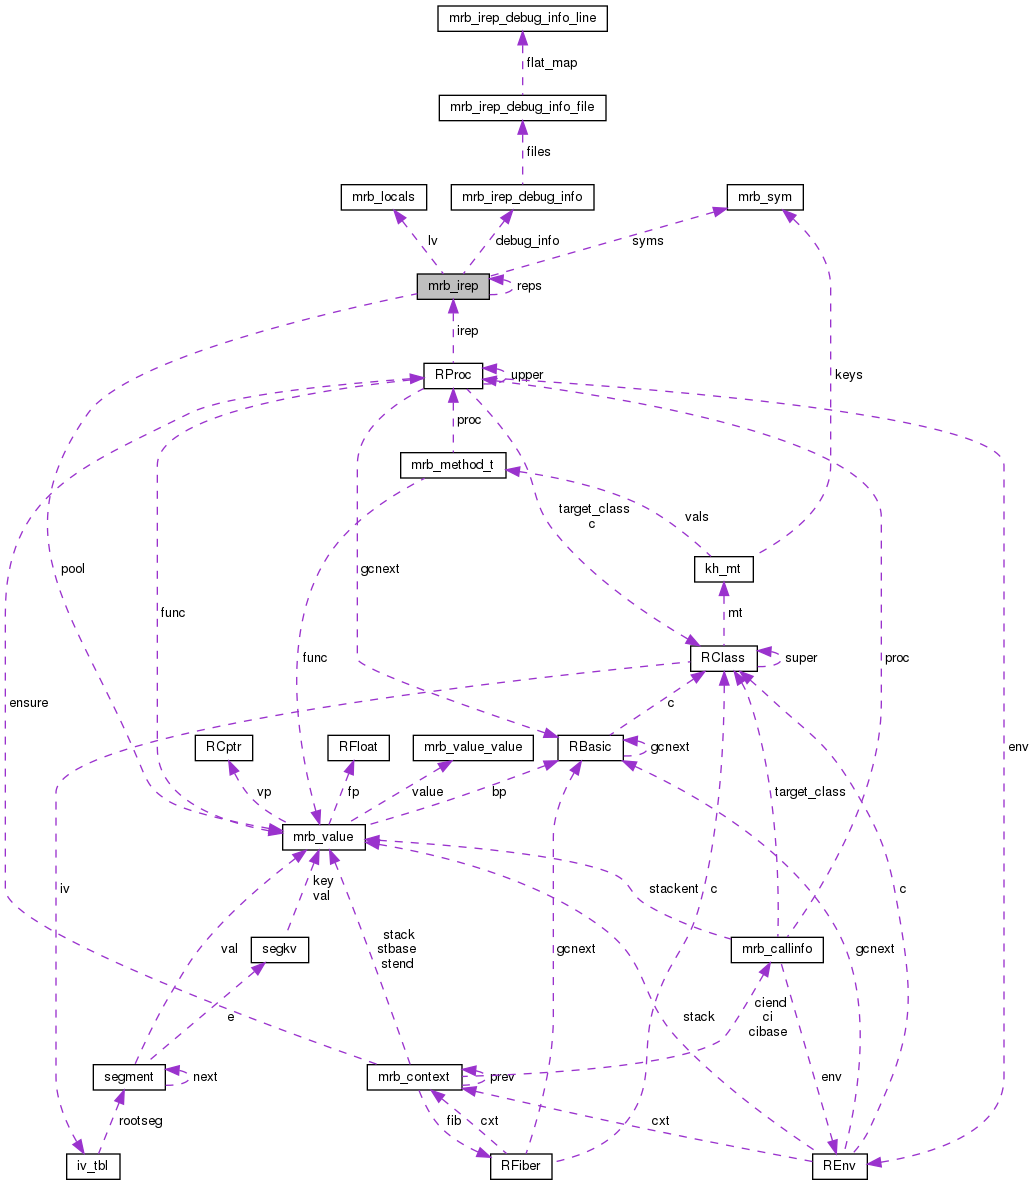 mrb_irep_debug_info_line
flat_map
mrb_irep_debug_info_file
files
mrb_locals
mrb_irep_debug_info
mrb_sym
lv
debug_info
syms
mrb_irep
reps
irep
RProc
upper
keys
proc
mrb_method_t
target_class
c
vals
pool
gcnext
kh_mt
func
mt
func
RClass
super
proc
ensure
c
RCptr
RFloat
mrb_value_value
RBasic
gcnext
env
vp
fp
value
bp
target_class
mrb_value
iv
key
val
stackent
c
c
stack
stbase
stend
val
segkv
gcnext
mrb_callinfo
gcnext
ciend
ci
cibase
e
stack
segment
next
mrb_context
prev
env
rootseg
fib
cxt
cxt
iv_tbl
RFiber
REnv